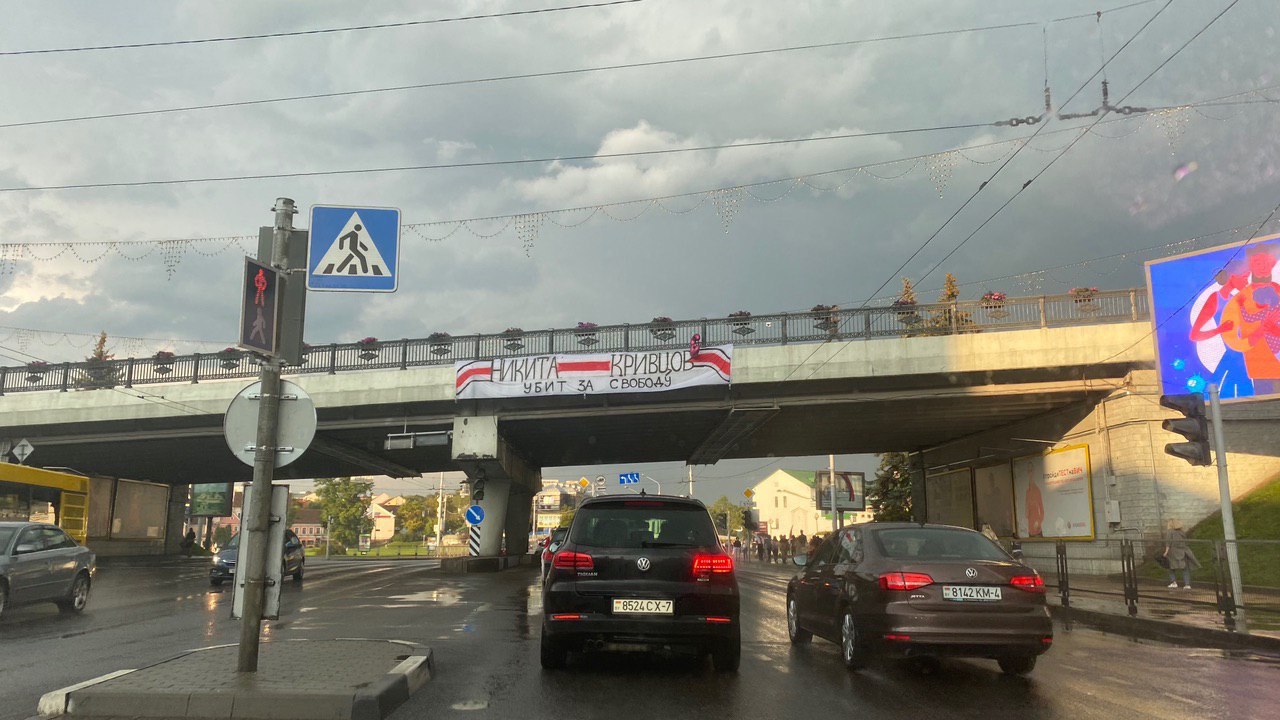 НИКИТА КРИВЦОВ
УБИТ ЗА СВОБОДУ
8524 CX-7
8142 KM-4